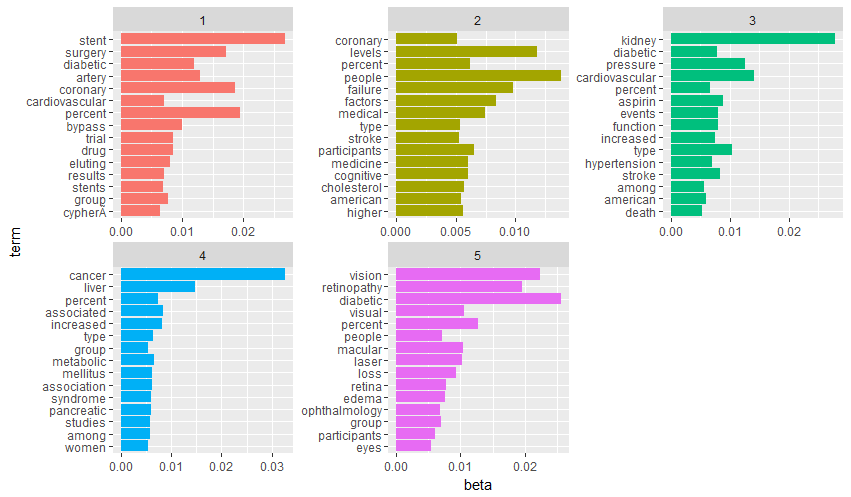 1
stent
surgery
diabetic
artery
coronary
cardiovascular
percent
bypass
trial
drug
eluting
results
stents
group
cypherÂ
0.00 0.01 0.02
2
coronary
levels
percent
people
failure
factors
medical
type
stroke
participants
medicine
cognitive
cholesterol
american
higher
0.000 0.005 0.010
3
kidney
diabetic
pressure
cardiovascular
percent
aspirin
events
function
increased
type
hypertension
stroke
among
american
death
0.00 0.01 0.02
term
4
cancer
liver
percent
associated
increased
type
group
metabolic
mellitus
association
syndrome
pancreatic
studies
among
women
0.00 0.01 0.02 0.03
5
vision
retinopathy
diabetic
visual
percent
people
macular
laser
loss
retina
edema
ophthalmology
group
participants
eyes
0.00 0.01 0.02
beta